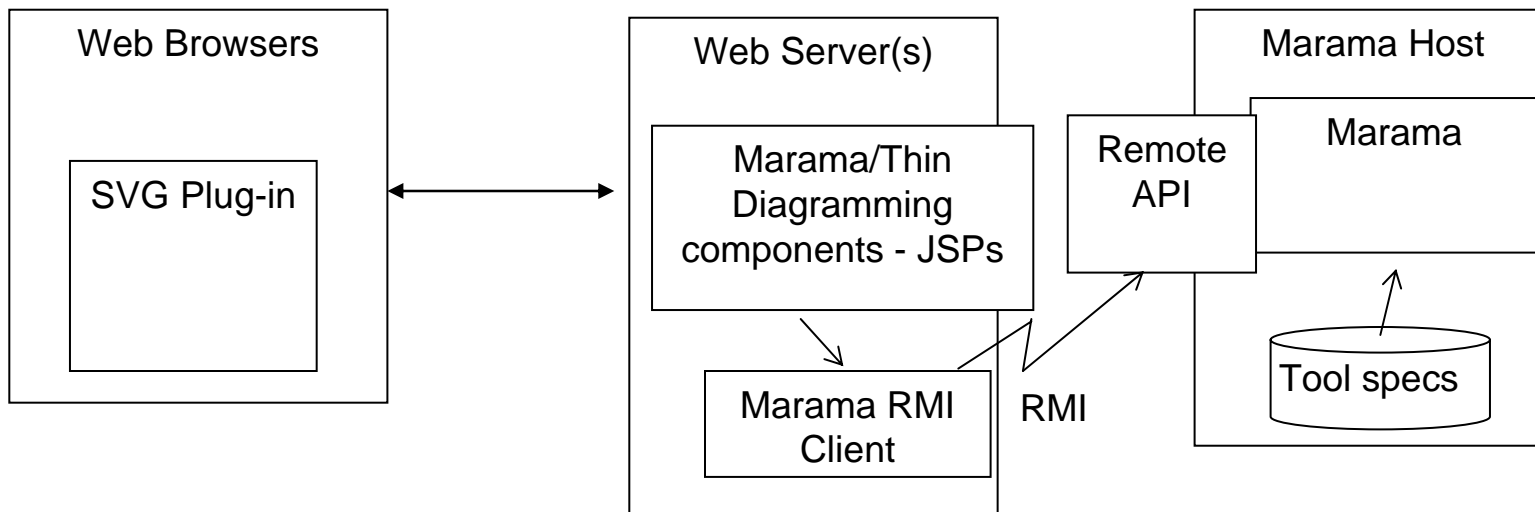 Web Browsers
SVG Plug-in
Web Server(s)
Marama/Thin
Diagramming
components - JSPs
Marama RMI
Client
RMI
Remote
API
Marama Host
Marama
Tool specs